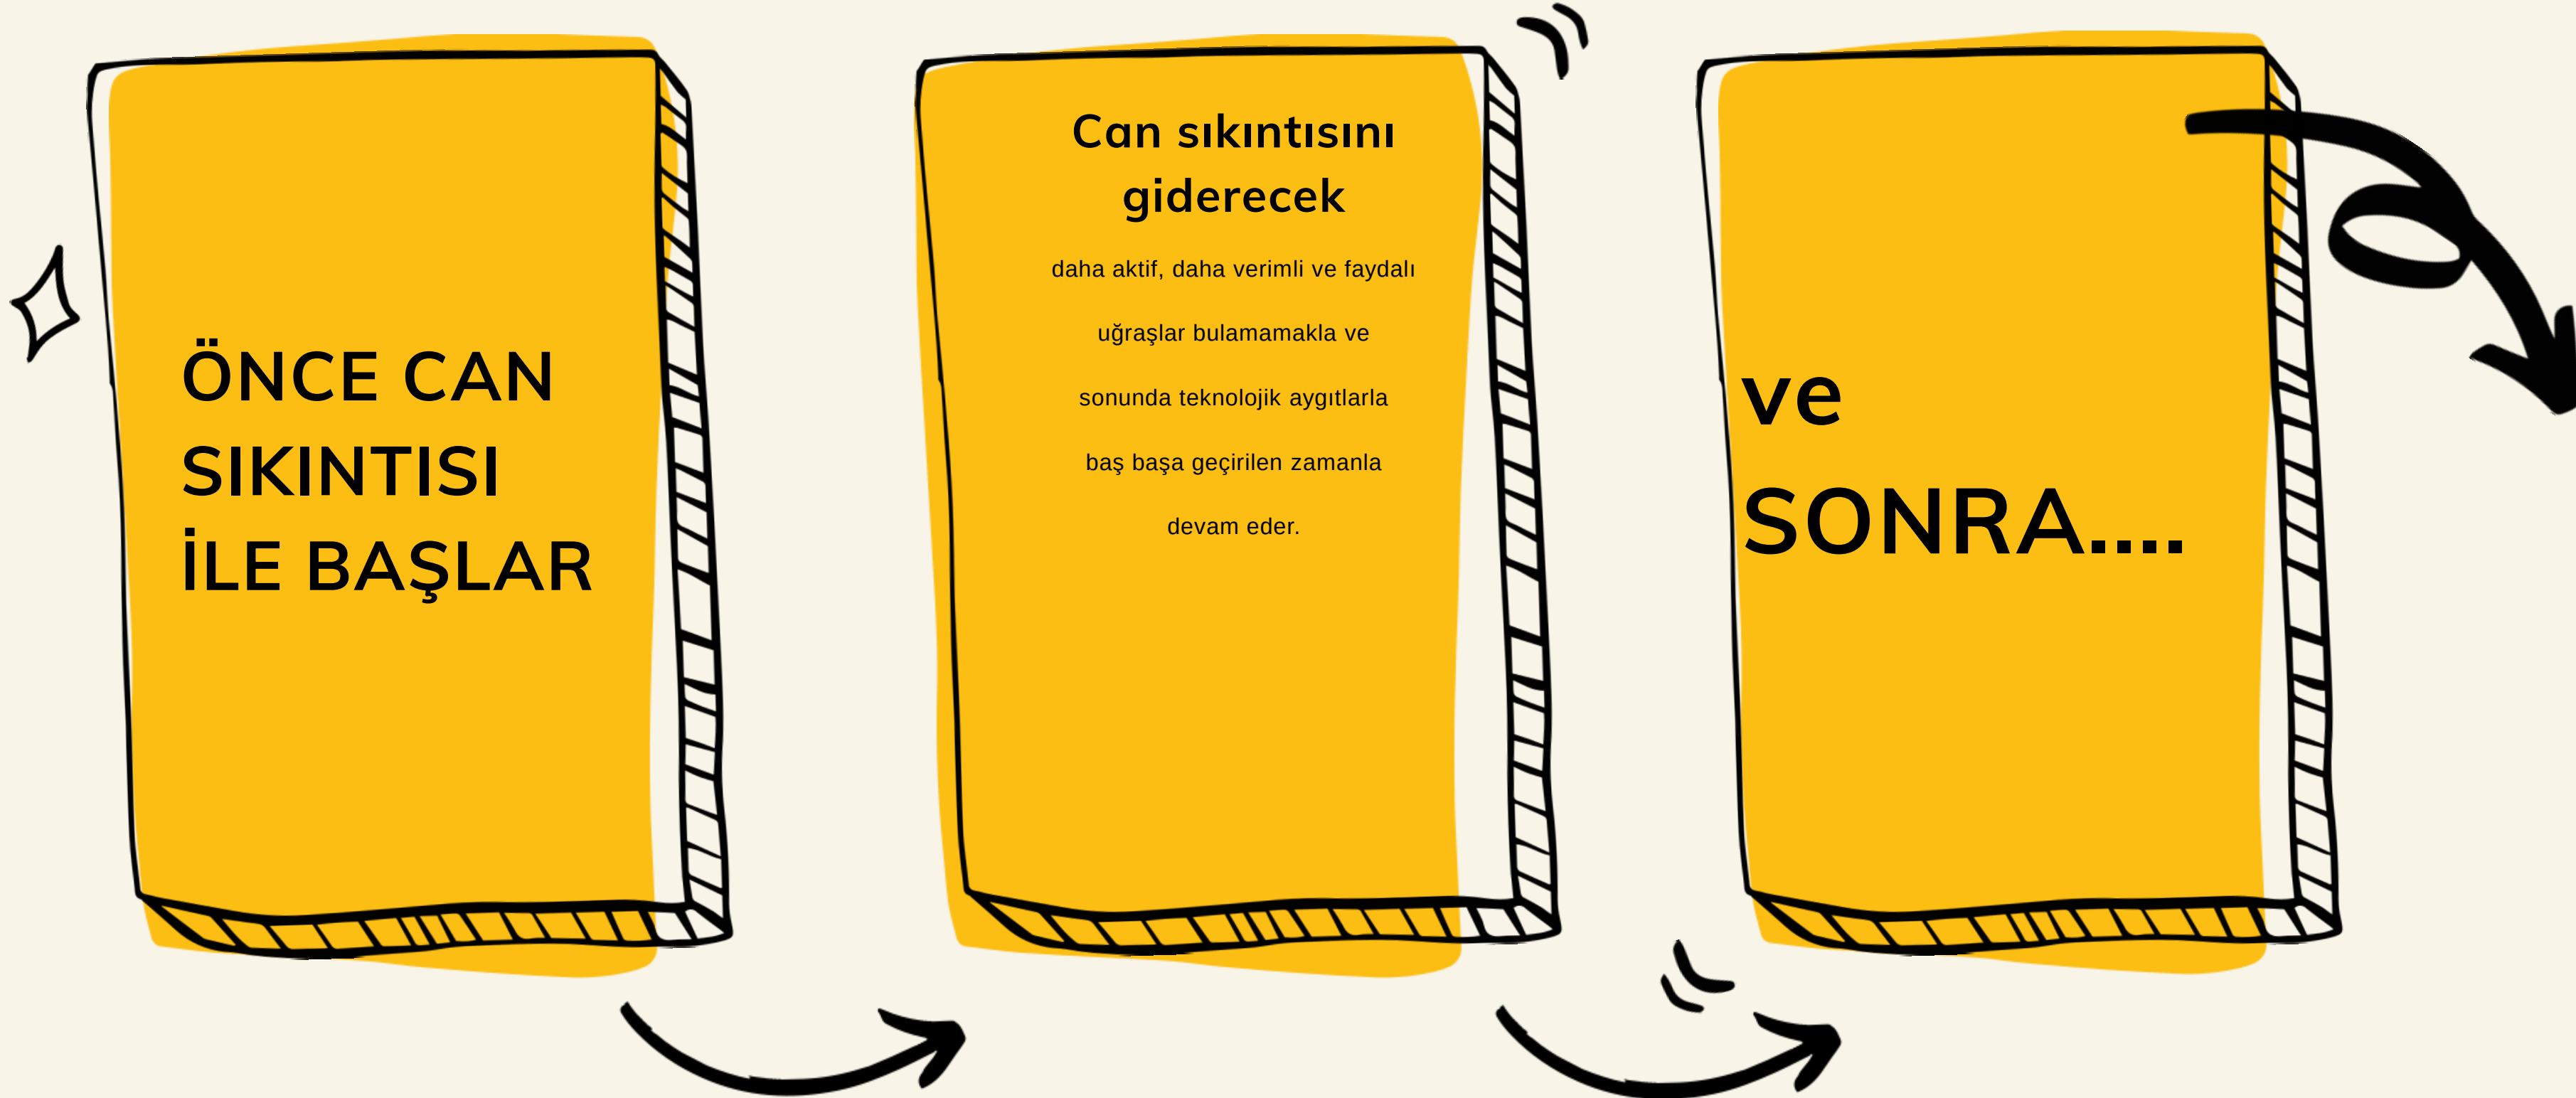 ÖNCE CAN
SIKINTISI
İLE BAŞLAR
Can sıkıntısını
giderecek
daha aktif, daha verimli ve faydalı
uğraşlar bulamamakla ve
sonunda teknolojik aygıtlarla
baş başa geçirilen zamanla
devam eder.
ve
SONRA....